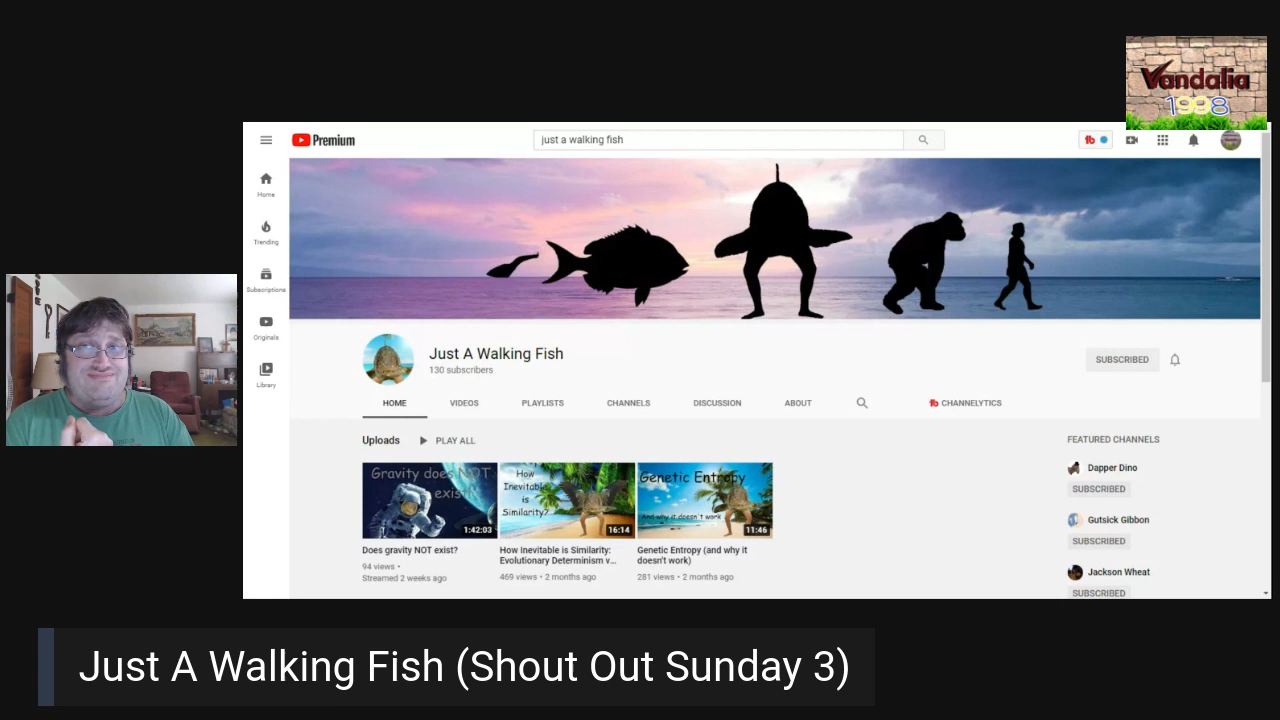 Vandalia
1998
Premium
just a walking fish
Home
Trending
Subscriptions
Originals
Library
Just A Walking Fish
130 subscribers
SUBSCRIBED
HOME
VIDEOS
PLAYLISTS
CHANNELS
DISCUSSION
ABOUT
CHANNELYTICS
Uploads
PLAY ALL
Gravity does NOT
exist
1:42:03
Does gravity NOT exist?
94 views •
Streamed 2 weeks ago
How
Inevitable
is
Similarity?
16:14
How Inevitable is Similarity:
Evolutionary Determinism v...
469 views • 2 months ago
Genetic Entropy
And why it doesn't work
11:46
Genetic Entropy (and why it
doesn't work)
281 views • 2 months ago
FEATURED CHANNELS
Dapper Dino
SUBSCRIBED
Gutsick Gibbon
SUBSCRIBED
Jackson Wheat
SUBSCRIBED
Just A Walking Fish (Shout Out Sunday 3)